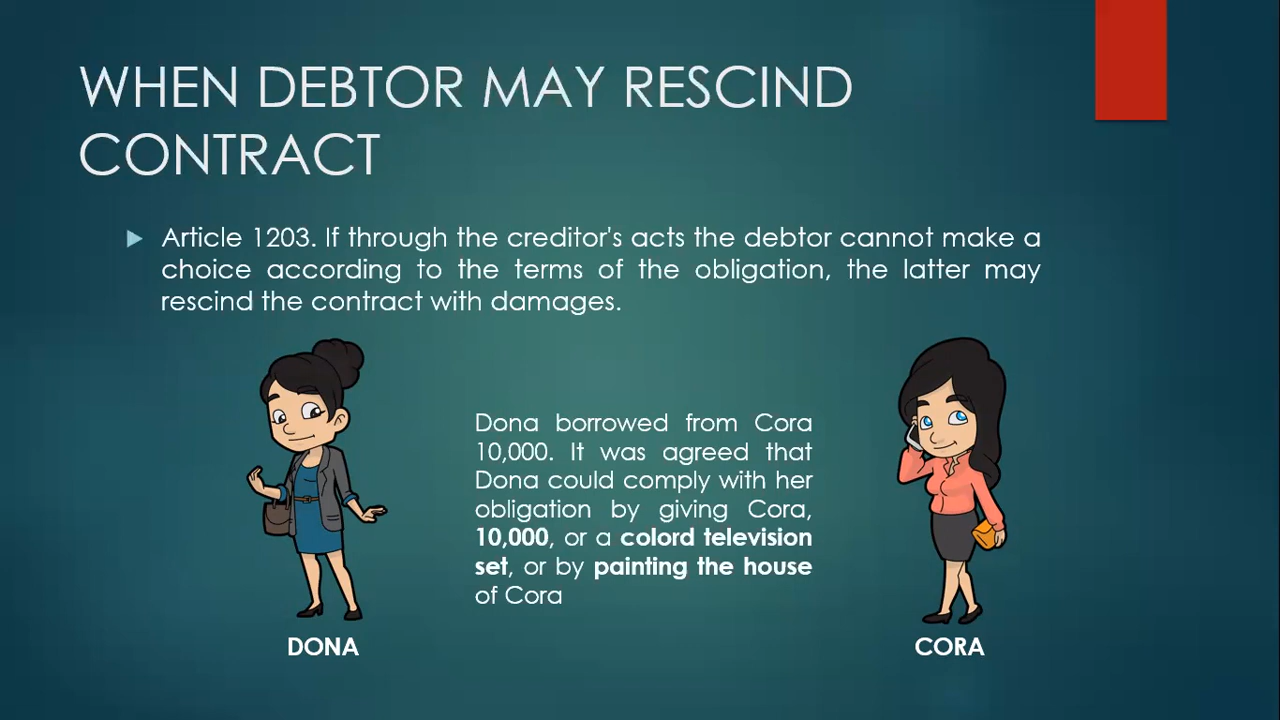 WHEN DEBTOR MAY RESCIND
CONTRACT
Article 1203. If through the creditor's acts the debtor cannot make a
choice according to the terms of the obligation, the latter may
rescind the contract with damages.
Dona borrowed from Cora
10,000. It was agreed that
Dona could comply with her
obligation by giving Cora,
10,000, or a colord television
set, or by painting the house
of Cora
DONA
CORA